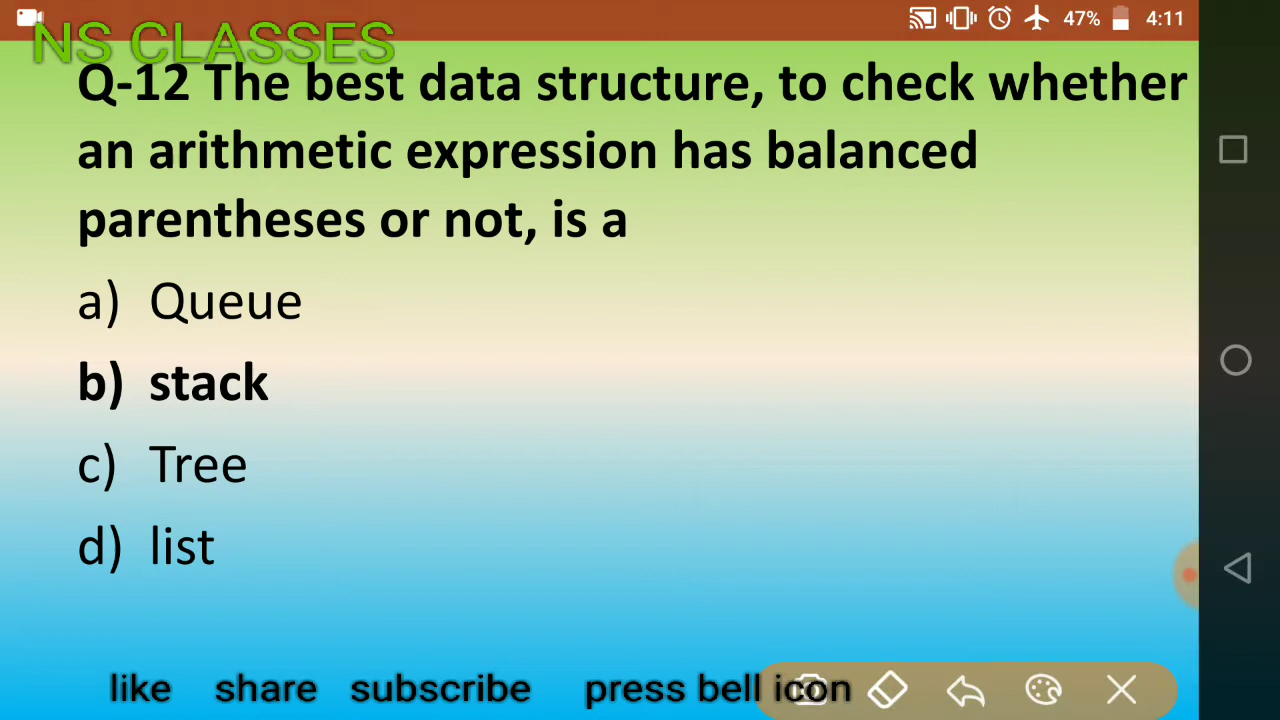 47% 4:11
NS CLASSES
Q-12 The best data structure, to check whether
an arithmetic expression has balanced
parentheses or not, is a
a) Queue
b) stack
c) Tree
d) list
like share subscribe press bell icon